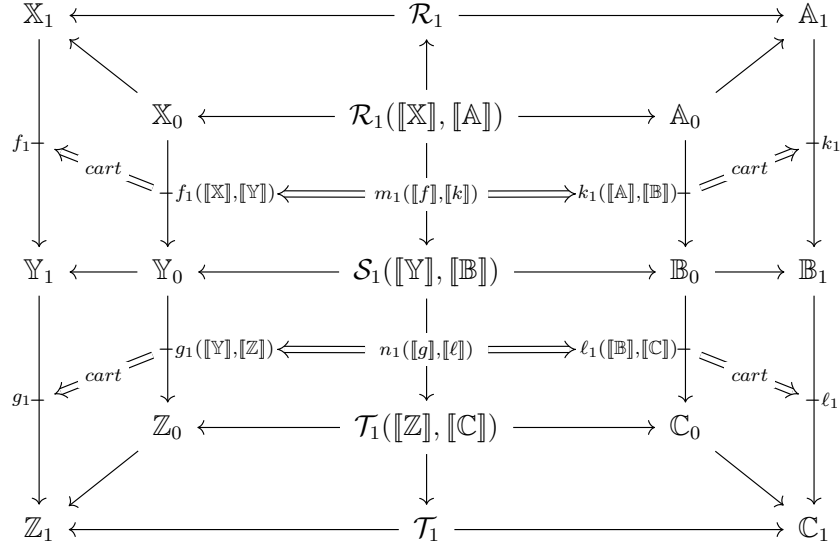 𝕏₁ ℛ₁ 𝔸₁
𝕏₀ ℛ₁(⟦𝕏⟧, ⟦𝔸⟧) 𝔸₀
f₁ cart cart k₁
f₁(⟦𝕏⟧,⟦𝕐⟧) m₁(⟦f⟧,⟦k⟧) k₁(⟦𝔸⟧,⟦𝔹⟧)
𝕐₁ 𝕐₀ 𝒮₁(⟦𝕐⟧, ⟦𝔹⟧) 𝔹₀ 𝔹₁
g₁(⟦𝕐⟧,⟦ℤ⟧) n₁(⟦g⟧,⟦ℓ⟧) ℓ₁(⟦𝔹⟧,⟦ℂ⟧)
g₁ cart cart ℓ₁
ℤ₀ 𝒯₁(⟦ℤ⟧, ⟦ℂ⟧) ℂ₀
ℤ₁ 𝒯₁ ℂ₁